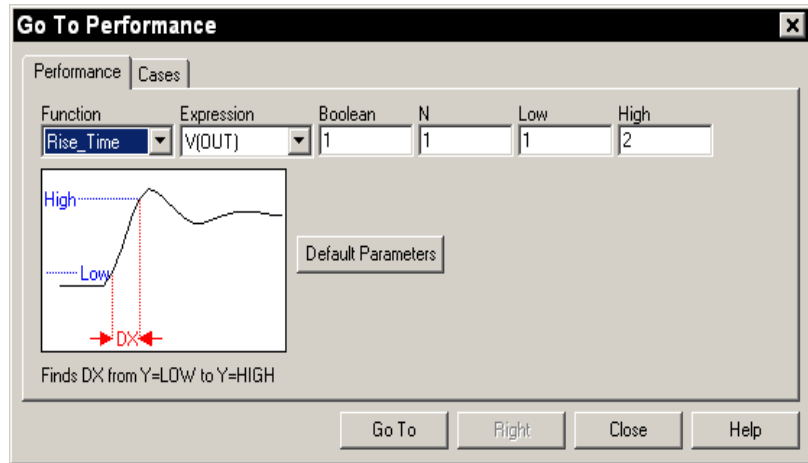 Go To Performance
Performance Cases
Function Expression Boolean N Low High
Rise_Time V(OUT) 1 1 1 2
High
Low
DX
Default Parameters
Finds DX from Y=LOW to Y=HIGH
Go To Right Close Help